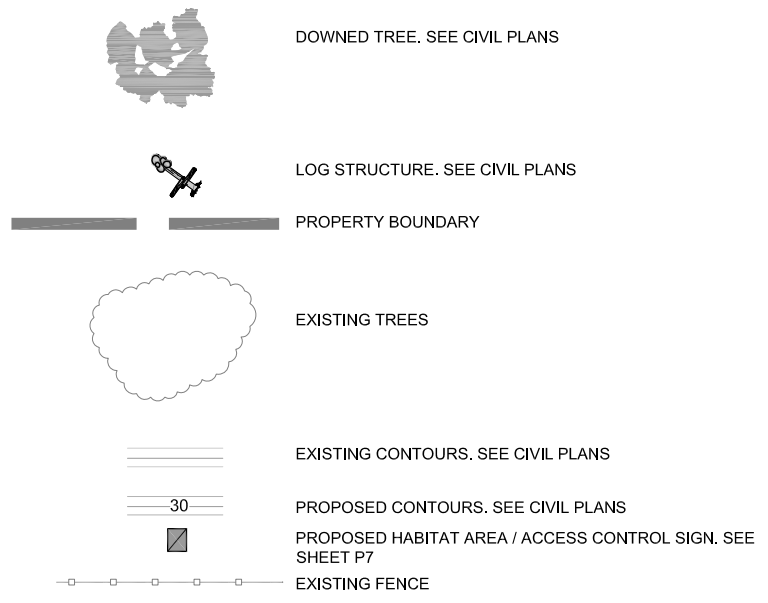 DOWNED TREE. SEE CIVIL PLANS
LOG STRUCTURE. SEE CIVIL PLANS
PROPERTY BOUNDARY
EXISTING TREES
EXISTING CONTOURS. SEE CIVIL PLANS
30
PROPOSED CONTOURS. SEE CIVIL PLANS
PROPOSED HABITAT AREA / ACCESS CONTROL SIGN. SEE
SHEET P7
EXISTING FENCE